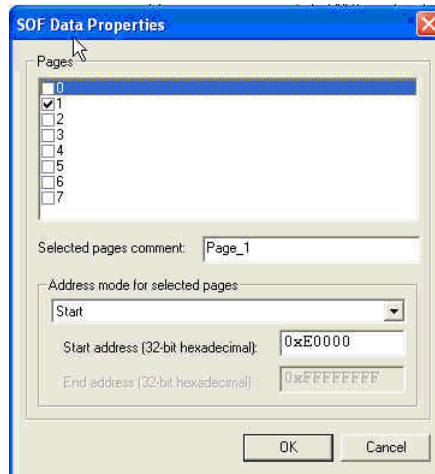 SOF Data Properties
Pages
0
1
2
3
4
5
6
7
Selected pages comment: Page_1
Address mode for selected pages
Start
Start address (32-bit hexadecimal): 0xE0000
End address (32-bit hexadecimal): 0xFFFFFFFF
OK Cancel